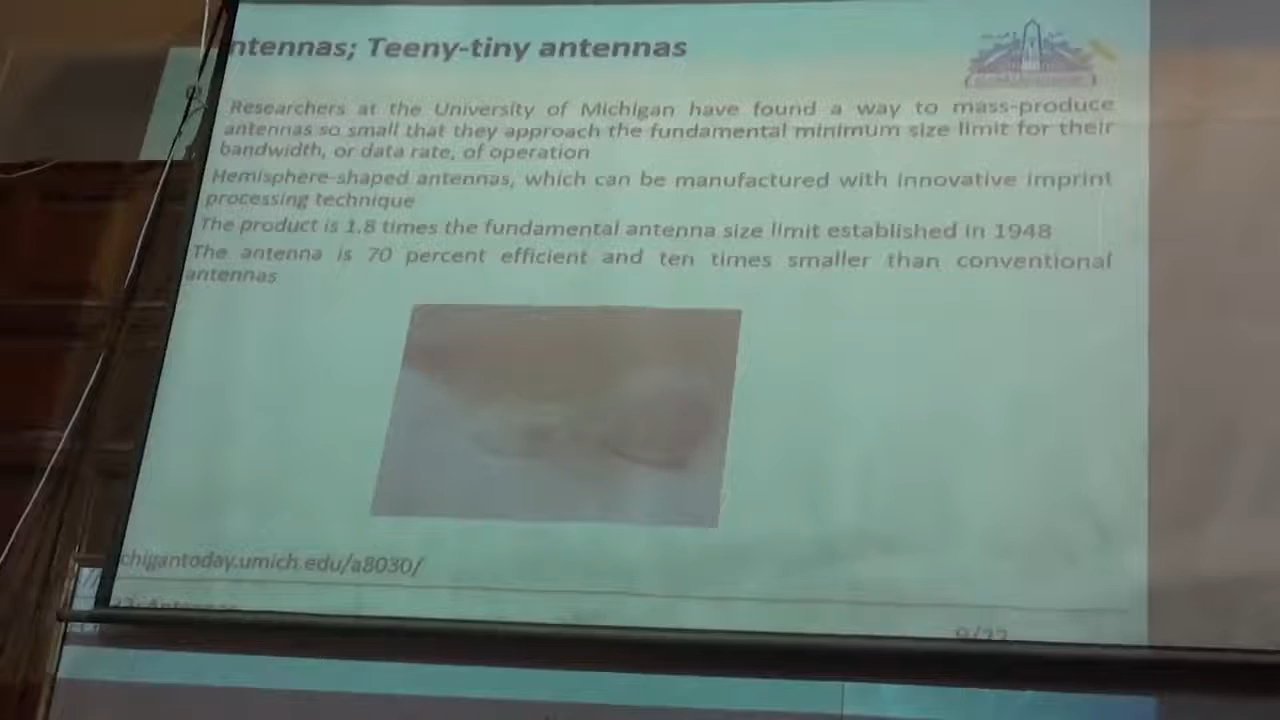 ntennas; Teeny-tiny antennas
Researchers at the University of Michigan have found a way to mass-produce
antennas so small that they approach the fundamental minimum size limit for their
bandwidth, or data rate, of operation
Hemisphere-shaped antennas, which can be manufactured with innovative imprint
processing technique
The product is 1.8 times the fundamental antenna size limit established in 1948
The antenna is 70 percent efficient and ten times smaller than conventional
antennas
chigantoday.umich.edu/a8030/